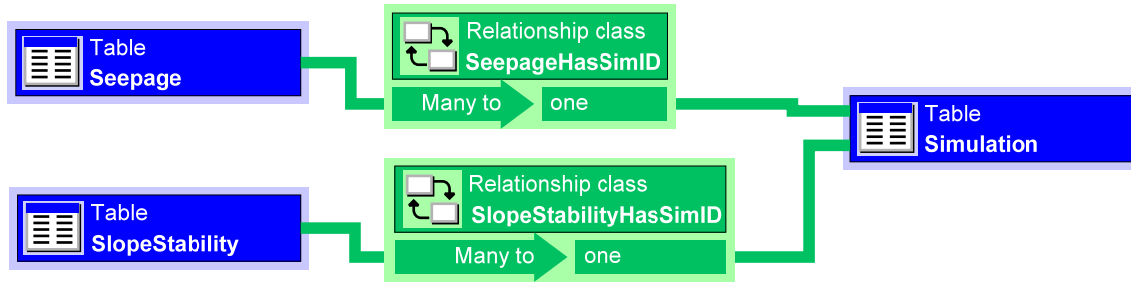 Table
Seepage
Relationship class
SeepageHasSimID
Many to one
Table
Simulation
Table
SlopeStability
Relationship class
SlopeStabilityHasSimID
Many to one